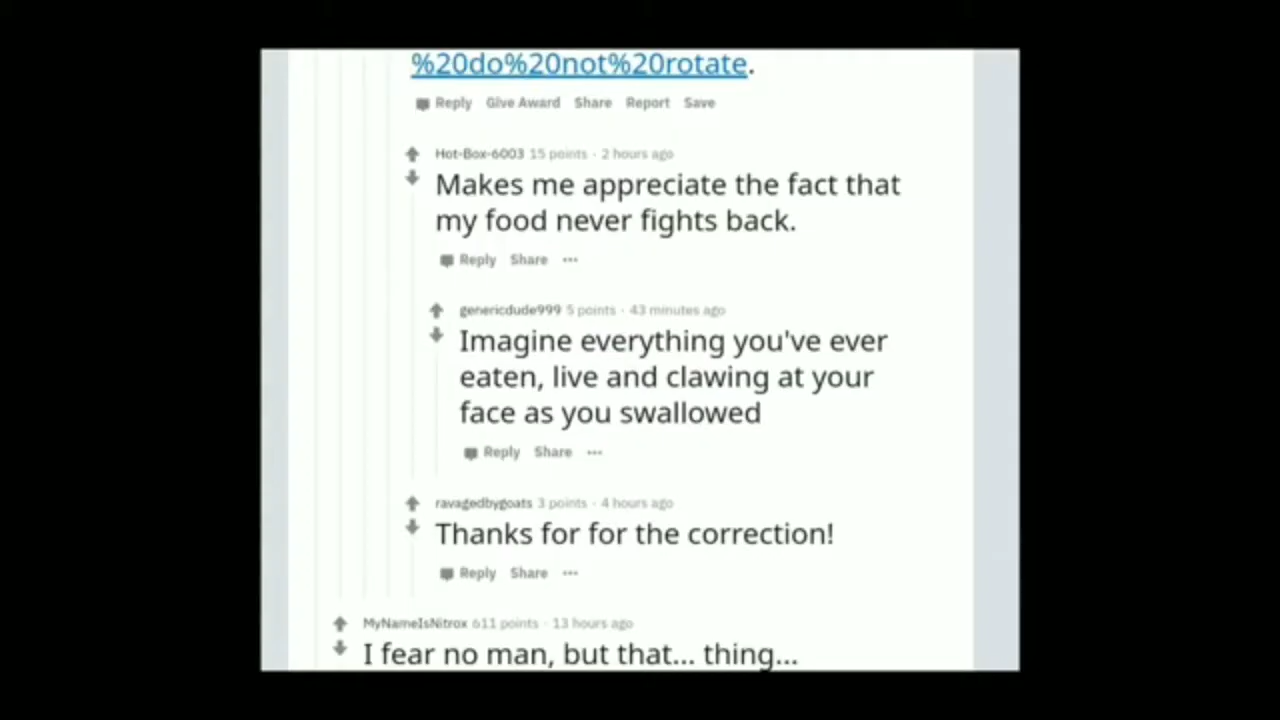 %20do%20not%20rotate.
Reply Give Award Share Report Save
Hot-Box-6003 15 points · 2 hours ago
Makes me appreciate the fact that
my food never fights back.
Reply Share ···
genericdude999 5 points · 43 minutes ago
Imagine everything you've ever
eaten, live and clawing at your
face as you swallowed
Reply Share ···
ravagedbygoats 3 points · 4 hours ago
Thanks for for the correction!
Reply Share ···
MyNameIsNitrox 611 points · 13 hours ago
I fear no man, but that... thing...